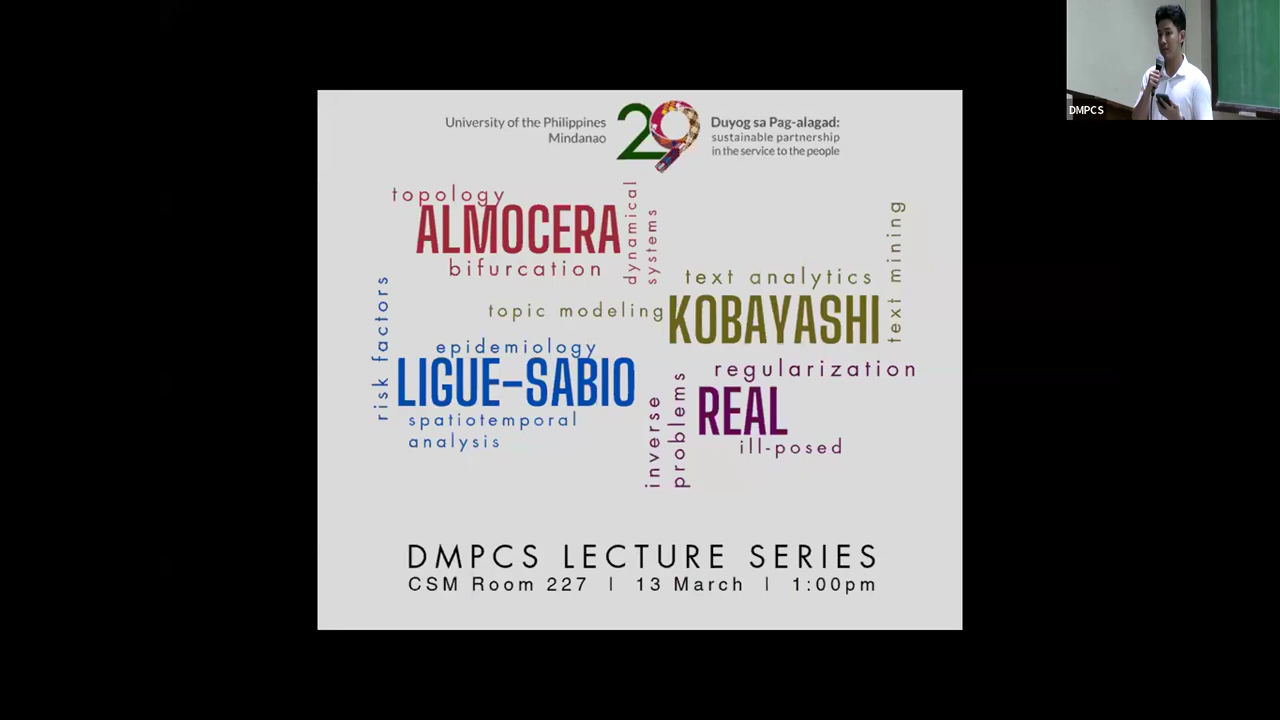 University of the Philippines
Mindanao
29
Duyog sa Pag-alagad:
sustainable partnership
in the service to the people
topology
ALMOCERA
bifurcation
dynamical
systems
text analytics
text mining
topic modeling
KOBAYASHI
risk factors
epidemiology
LIGUE-SABIO
spatiotemporal
analysis
regularization
inverse
problems
REAL
ill-posed
DMPCS LECTURE SERIES
CSM Room 227 | 13 March | 1:00pm
DMPCS